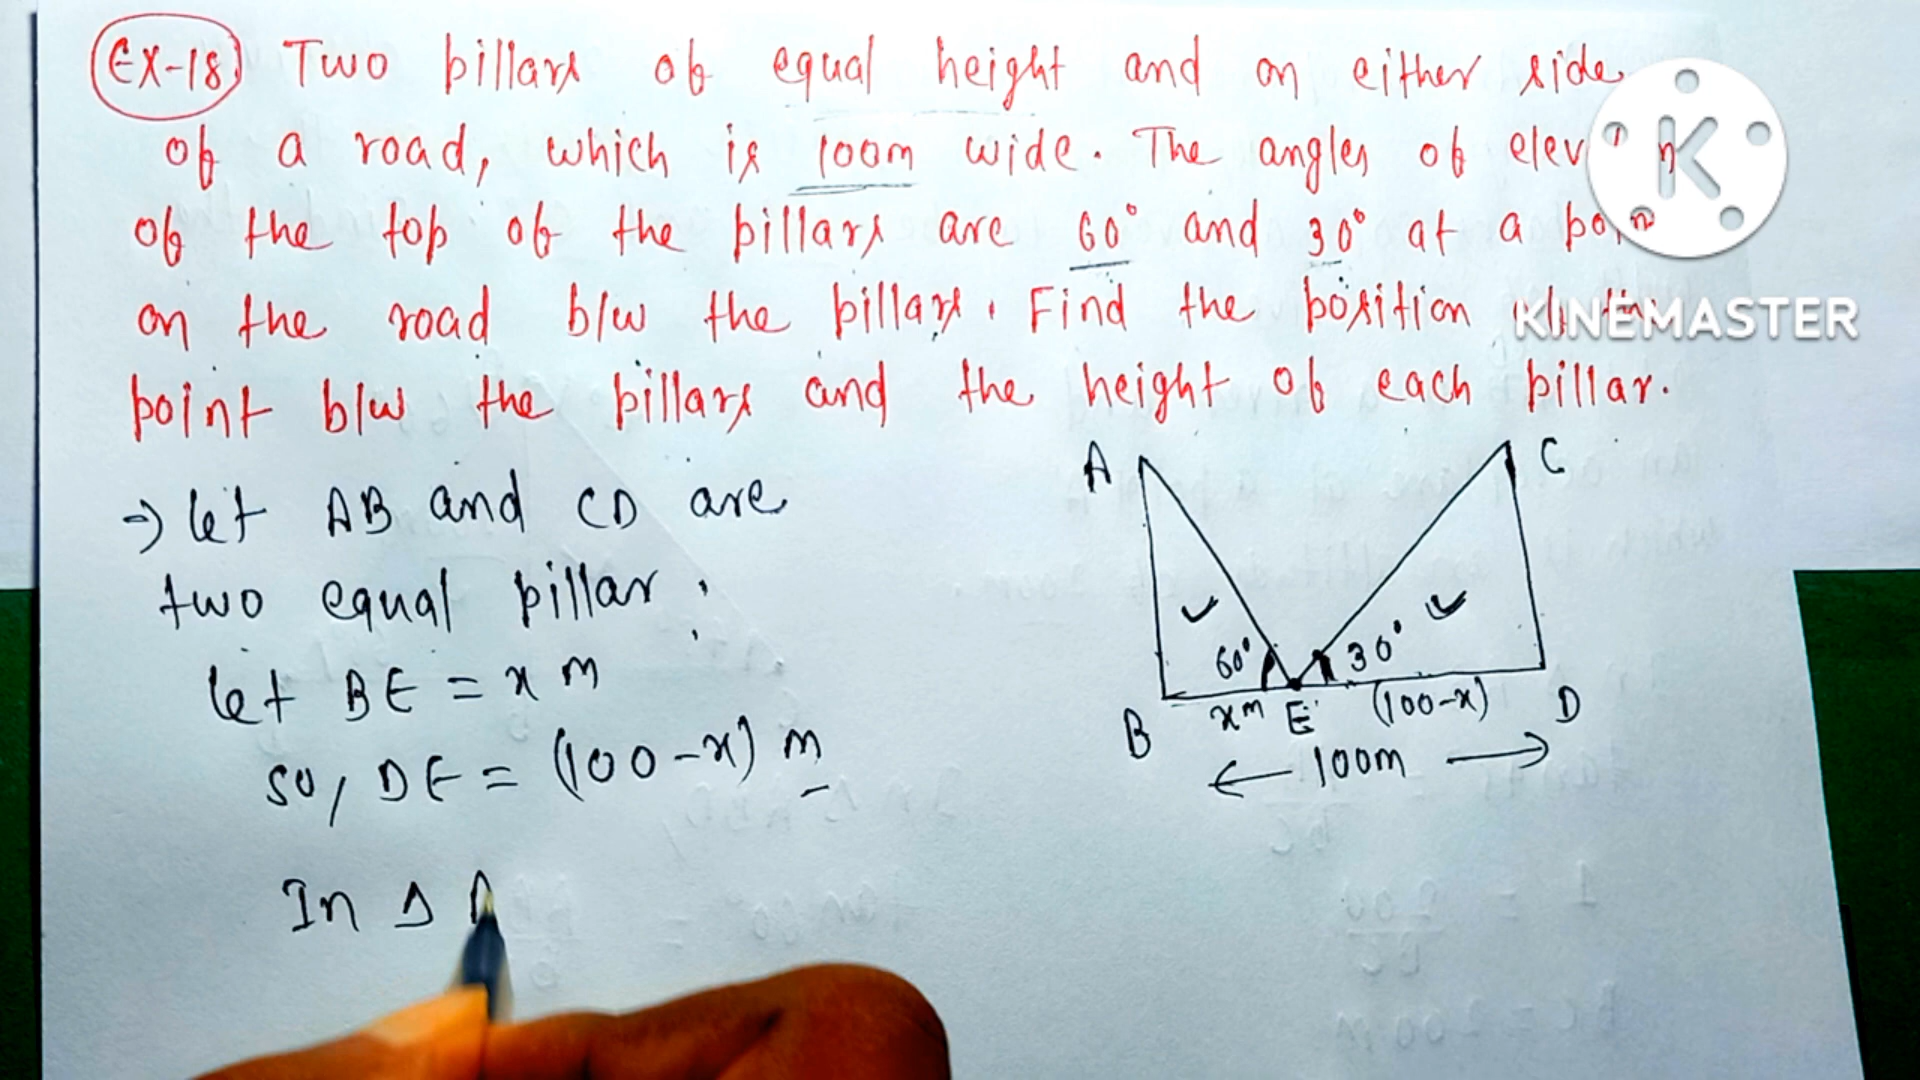 Ex-18 Two pillars of equal height and on either side
of a road, which is 100m wide. The angles of
of the top of the pillars are 60° and 30° at a
on the road b/w the pillars. Find the position
point b/w the pillars and the height of each pillar.
→ let AB and CD are
two equal pillar.
let BE = x m
so, DE = (100-x) m
In Δ A
A
C
60°
30°
B
x m
E
(100-x)
D
← 100m →
K
KINEMASTER